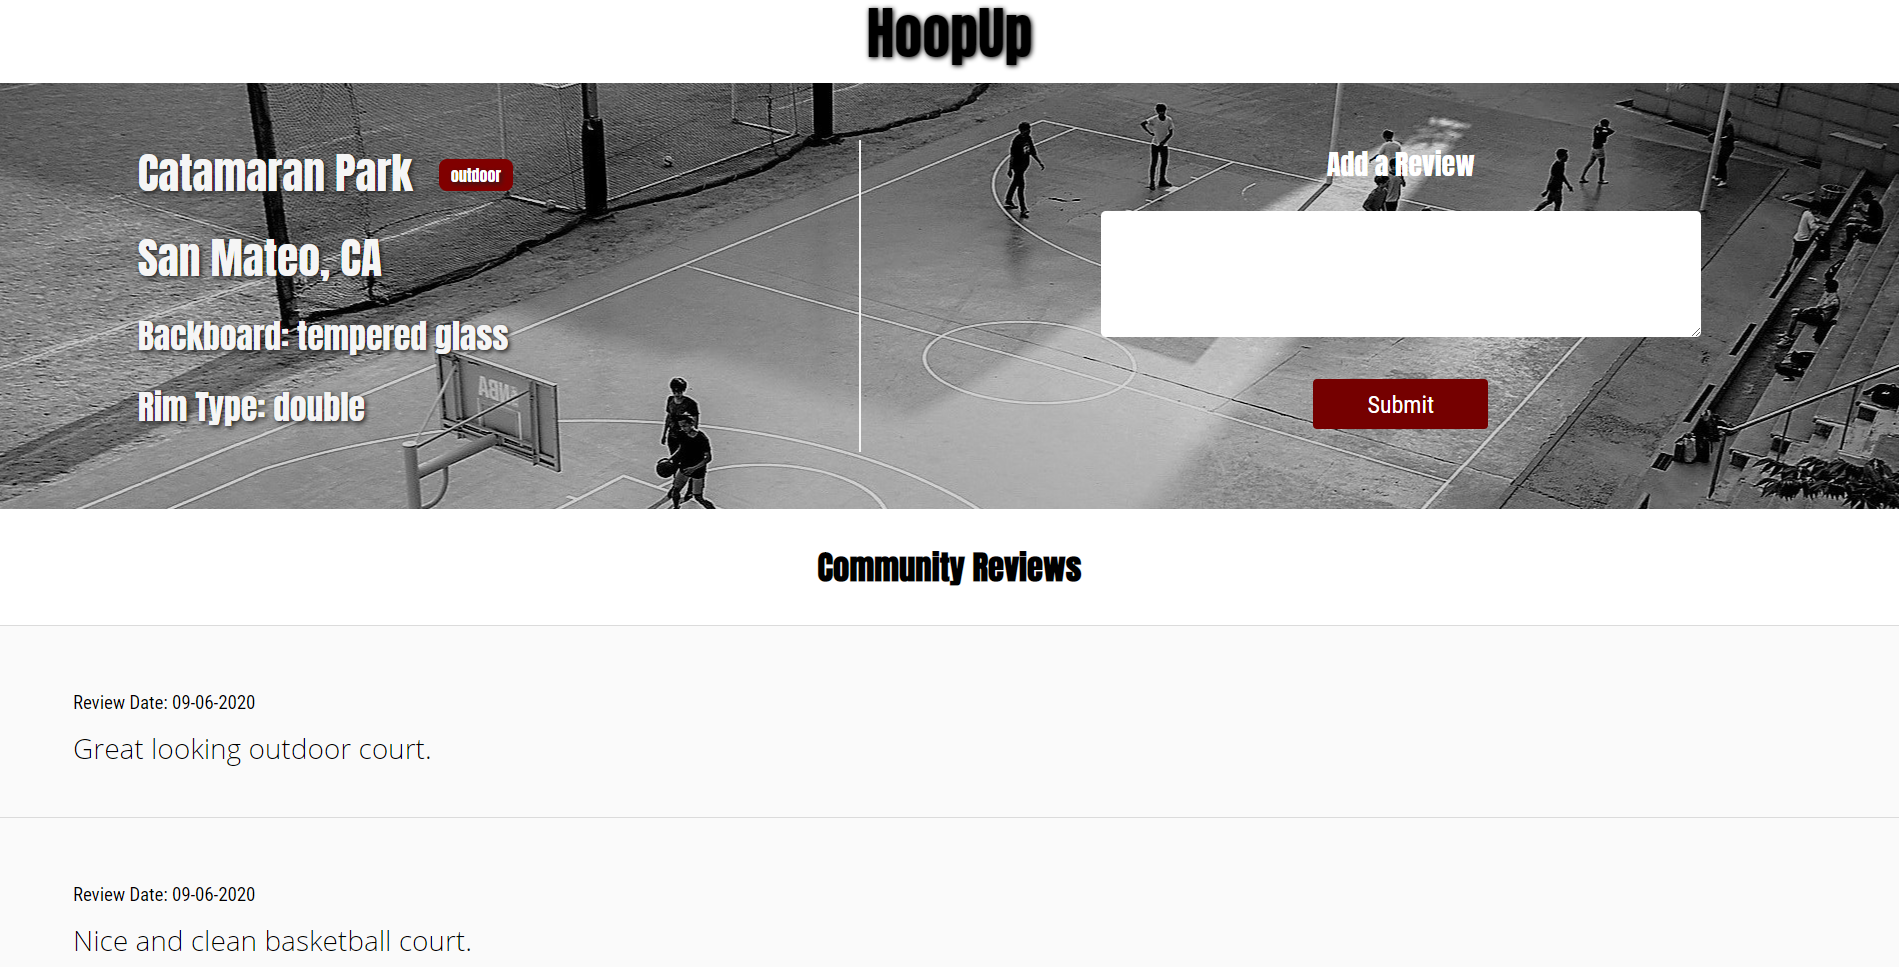 HoopUp
Catamaran Park outdoor
San Mateo, CA
Backboard: tempered glass
Rim Type: double
NBA
Add a Review
Submit
Community Reviews
Review Date: 09-06-2020
Great looking outdoor court.
Review Date: 09-06-2020
Nice and clean basketball court.